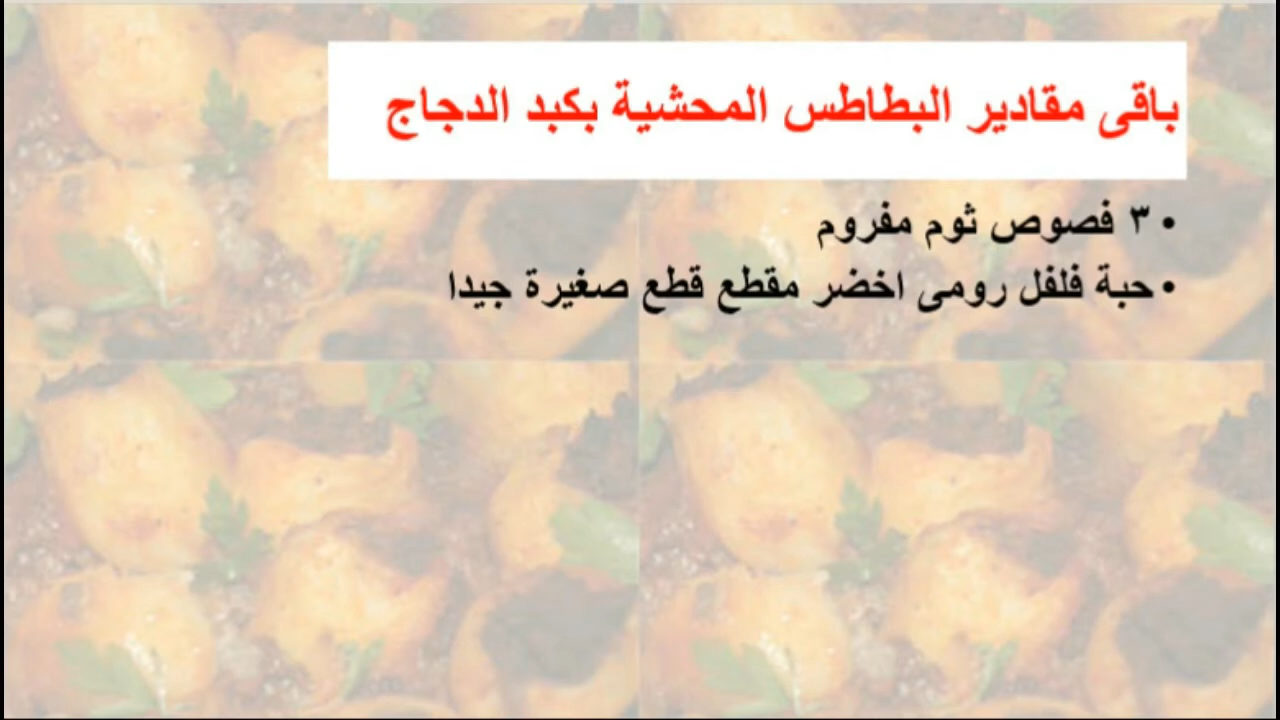 باقى مقادير البطاطس المحشية بكبد الدجاج
• ٣ فصوص ثوم مفروم
• حبة فلفل رومى اخضر مقطع قطع صغيرة جيدا